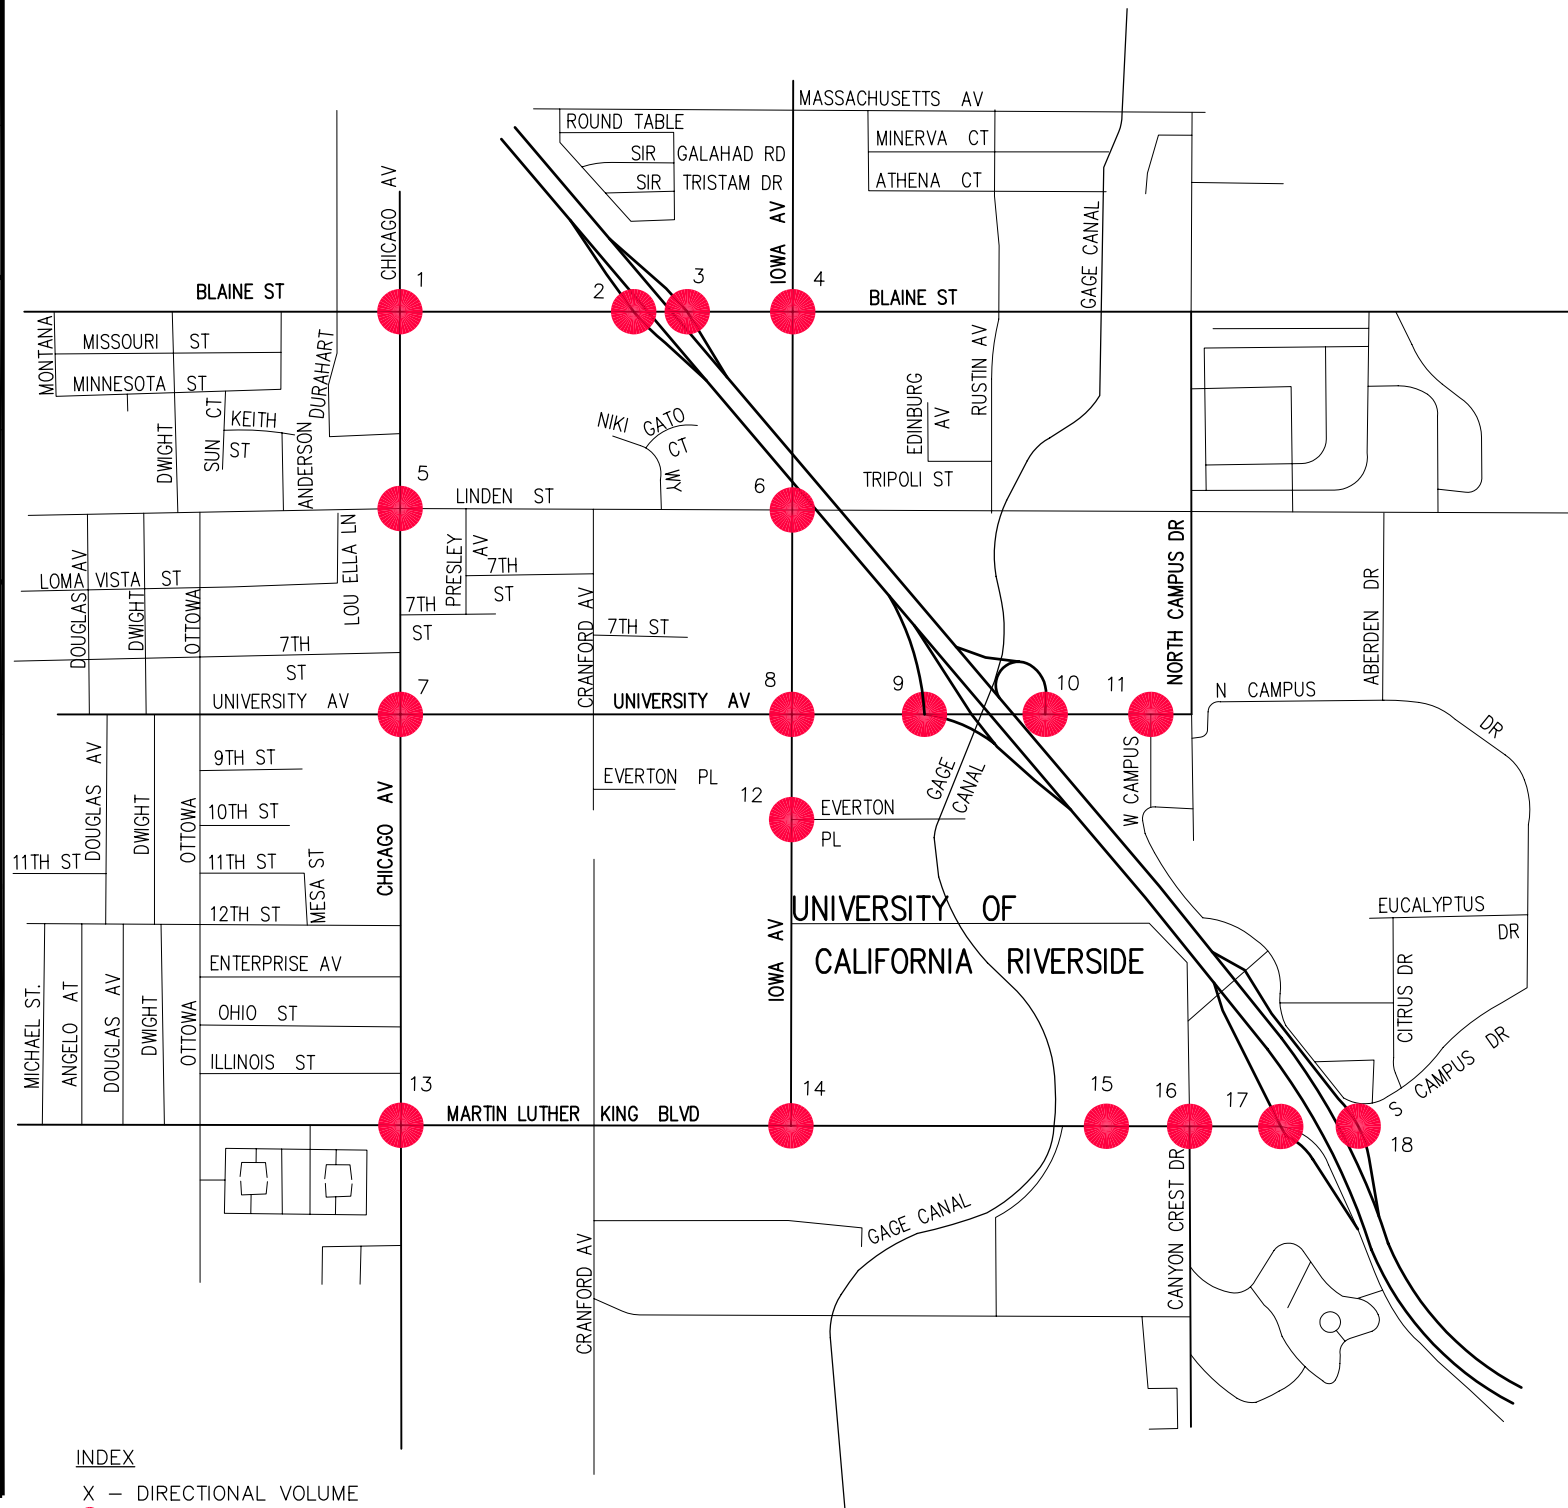 MASSACHUSETTS AV
ROUND TABLE
MINERVA CT
SIR GALAHAD RD
SIR TRISTAM DR
ATHENA CT
CHICAGO AV
IOWA AV
GAGE CANAL
1
2
3
4
BLAINE ST
BLAINE ST
MONTANA
MISSOURI ST
MINNESOTA ST
DURAHART
RUSTIN AV
EDINBURG
AV
SUN CT
KEITH
ST
DWIGHT
ANDERSON
NIKI GATO
CT
WY
5
6
TRIPOLI ST
LINDEN ST
LOU ELLA LN
PRESLEY
AV
7TH
ST
NORTH CAMPUS DR
LOMA VISTA ST
DOUGLAS AV
DWIGHT
OTTOWA
7TH
ST
CRANFORD AV
7TH ST
ABERDEN DR
7TH
ST
UNIVERSITY AV
7
UNIVERSITY AV
8
9
10
11
N CAMPUS
DR
DOUGLAS AV
DWIGHT
OTTOWA
9TH ST
CHICAGO AV
EVERTON PL
12
EVERTON
PL
GAGE
CANAL
W CAMPUS
10TH ST
11TH ST
11TH ST
MESA ST
12TH ST
UNIVERSITY OF
CALIFORNIA RIVERSIDE
IOWA AV
EUCALYPTUS
DR
CITRUS DR
MICHAEL ST.
ANGELO AT
DOUGLAS AV
DWIGHT
OTTOWA
ENTERPRISE AV
OHIO ST
ILLINOIS ST
S CAMPUS DR
13
MARTIN LUTHER KING BLVD
14
15
16
17
18
CANYON CREST DR
GAGE CANAL
CRANFORD AV
INDEX
X – DIRECTIONAL VOLUME